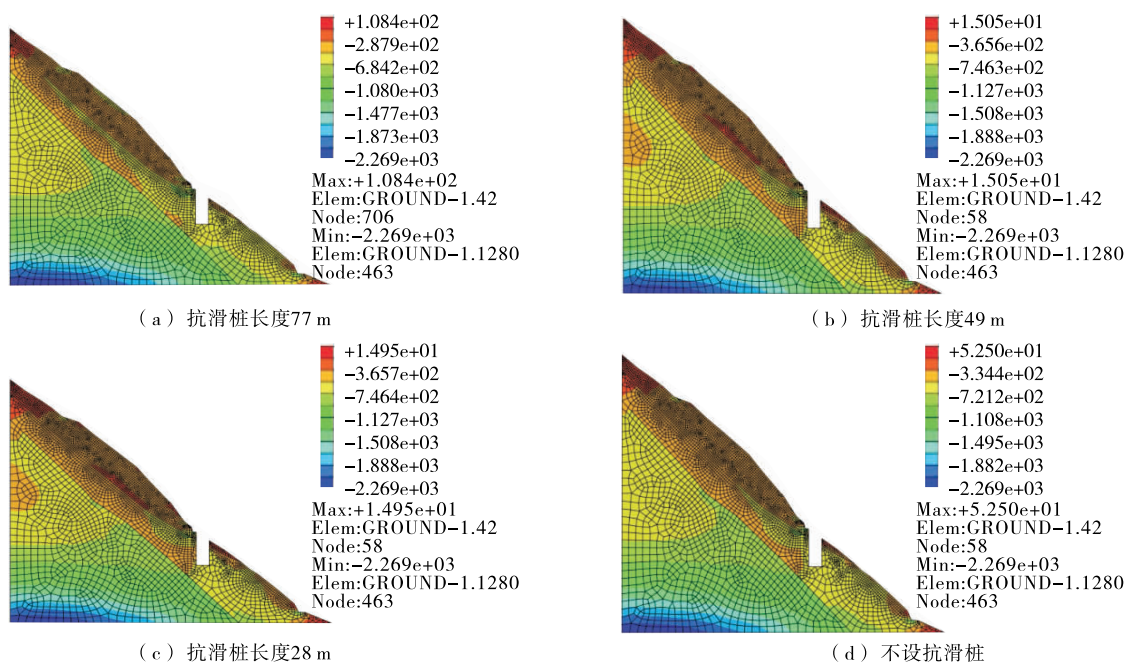 +1.084e+02
−2.879e+02
−6.842e+02
−1.080e+03
−1.477e+03
−1.873e+03
−2.269e+03
Max:+1.084e+02
Elem:GROUND-1.42
Node:706
Min:−2.269e+03
Elem:GROUND-1.1280
Node:463
（a）抗滑桩长度77 m
+1.505e+01
−3.656e+02
−7.463e+02
−1.127e+03
−1.508e+03
−1.888e+03
−2.269e+03
Max:+1.505e+01
Elem:GROUND-1.42
Node:58
Min:−2.269e+03
Elem:GROUND-1.1280
Node:463
（b）抗滑桩长度49 m
+1.495e+01
−3.657e+02
−7.464e+02
−1.127e+03
−1.508e+03
−1.888e+03
−2.269e+03
Max:+1.495e+01
Elem:GROUND-1.42
Node:58
Min:−2.269e+03
Elem:GROUND-1.1280
Node:463
（c）抗滑桩长度28 m
+5.250e+01
−3.344e+02
−7.212e+02
−1.108e+03
−1.495e+03
−1.882e+03
−2.269e+03
Max:+5.250e+01
Elem:GROUND-1.42
Node:58
Min:−2.269e+03
Elem:GROUND-1.1280
Node:463
（d）不设抗滑桩